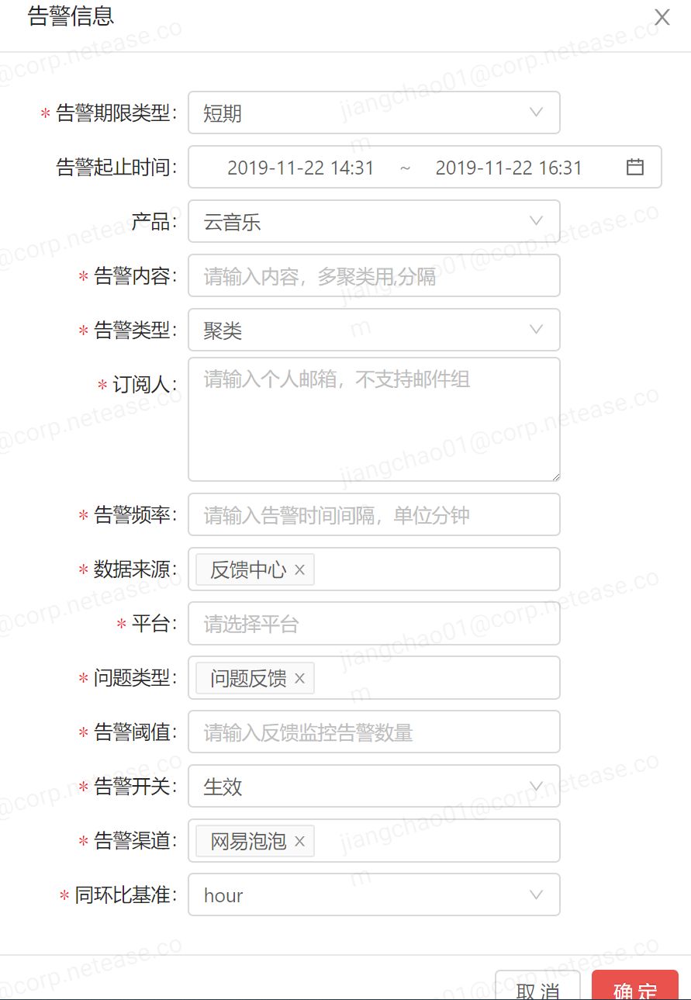 告警信息
* 告警期限类型: 短期
告警起止时间: 2019-11-22 14:31 ~ 2019-11-22 16:31
产品: 云音乐
* 告警内容: 请输入内容，多聚类用,分隔
* 告警类型: 聚类
* 订阅人: 请输入个人邮箱，不支持邮件组
* 告警频率: 请输入告警时间间隔，单位分钟
* 数据来源: 反馈中心 ×
* 平台: 请选择平台
* 问题类型: 问题反馈 ×
* 告警阈值: 请输入反馈监控告警数量
* 告警开关: 生效
* 告警渠道: 网易泡泡 ×
* 同环比基准: hour
取 消 确 定